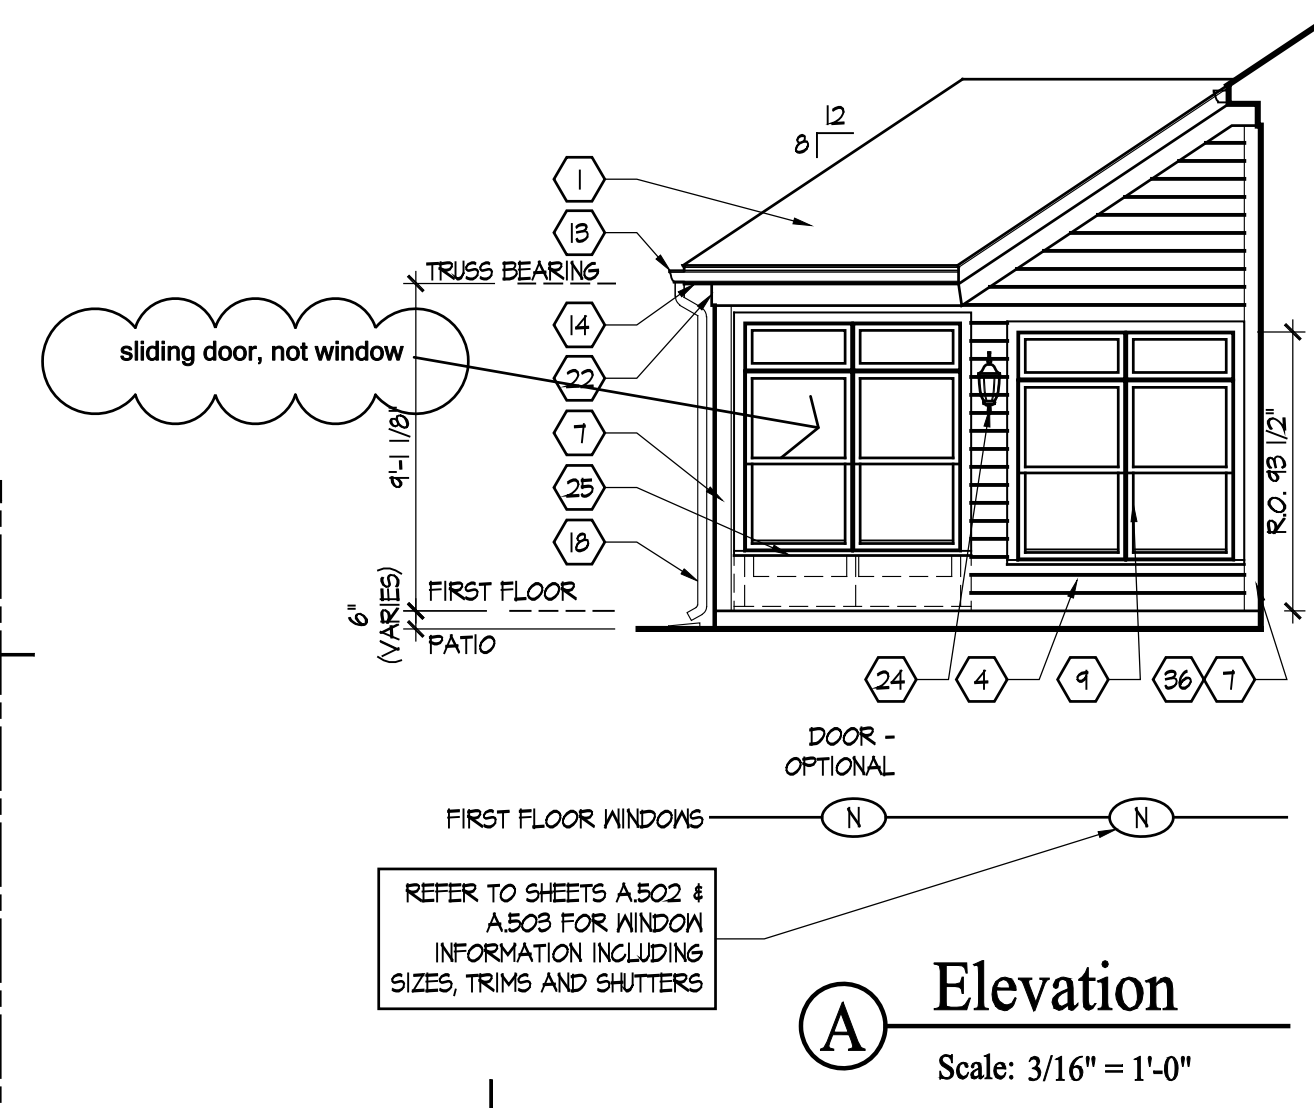 12
8
1
13
TRUSS BEARING
14
sliding door, not window
22
9'-1 1/8"
7
R.O. 93 1/2"
25
18
FIRST FLOOR
6"
(VARIES)
PATIO
24
4
9
36
7
DOOR -
OPTIONAL
FIRST FLOOR WINDOWS
N
N
REFER TO SHEETS A.502 &
A.503 FOR WINDOW
INFORMATION INCLUDING
SIZES, TRIMS AND SHUTTERS
A
Elevation
Scale: 3/16" = 1'-0"